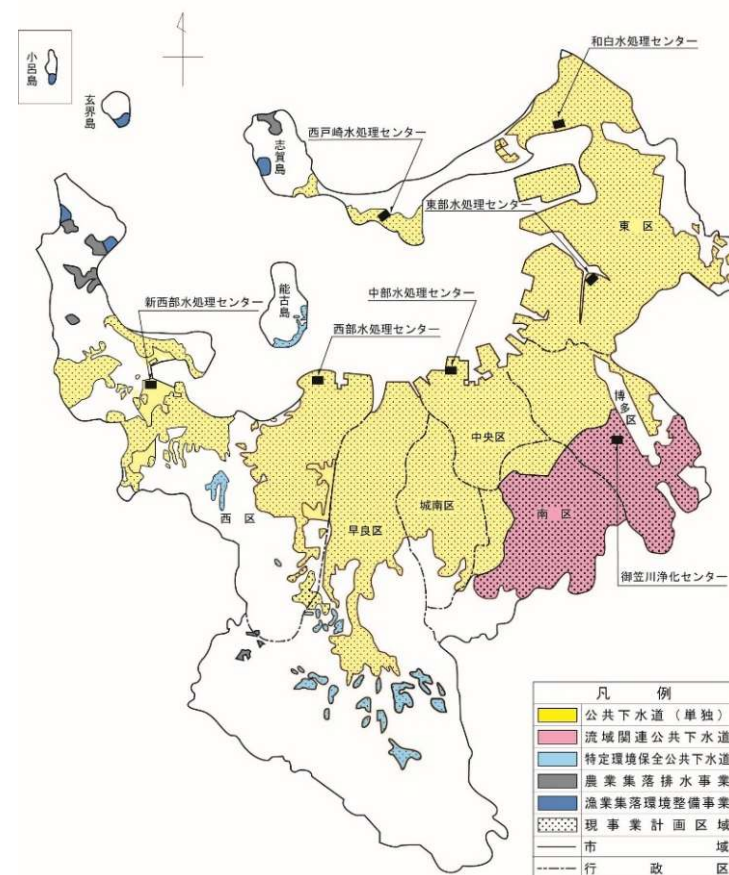 和白水処理センター
小呂島
玄界島
西戸崎水処理センター
志賀島
東部水処理センター
東区
能古島
新西部水処理センター
中部水処理センター
西部水処理センター
博多区
中央区
城南区
南区
西区
早良区
御笠川浄化センター
凡例
公共下水道（単独）
流域関連公共下水道
特定環境保全公共下水道
農業集落排水事業
漁業集落環境整備事業
現事業計画区域
市域
行政区